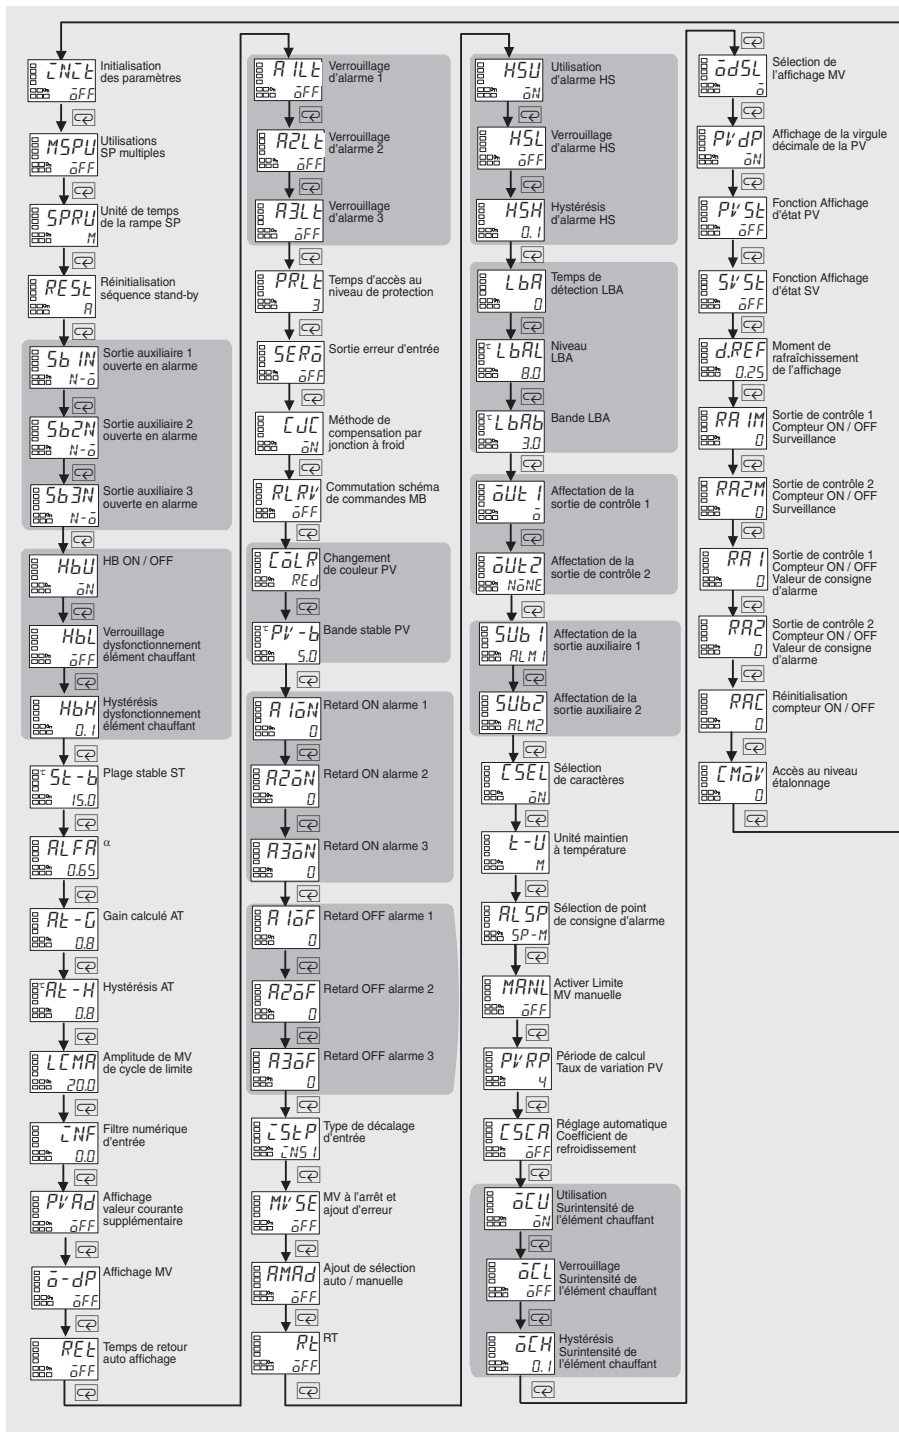 INIt
Initialisation
des paramètres
oFF
MSPU
Utilisations
SP multiples
oFF
SPRU
Unité de temps
de la rampe SP
M
RESt
Réinitialisation
séquence stand-by
A
Sb1N
Sortie auxiliaire 1
ouverte en alarme
N-o
Sb2N
Sortie auxiliaire 2
ouverte en alarme
N-o
Sb3N
Sortie auxiliaire 3
ouverte en alarme
N-o
HbU
HB ON / OFF
oN
HbL
Verrouillage
dysfonctionnement
élément chauffant
oFF
HbH
Hystérésis
dysfonctionnement
élément chauffant
0.1
°C St-b
Plage stable ST
15.0
ALFA
α
0.65
At-G
Gain calculé AT
0.8
°C At-H
Hystérésis AT
0.8
LCMA
Amplitude de MV
de cycle de limite
20.0
INF
Filtre numérique
d'entrée
0.0
PVAd
Affichage
valeur courante
supplémentaire
oFF
o-dP
Affichage MV
oFF
REt
Temps de retour
auto affichage
oFF
A1Lt
Verrouillage
d'alarme 1
oFF
A2Lt
Verrouillage
d'alarme 2
oFF
A3Lt
Verrouillage
d'alarme 3
oFF
PRLt
Temps d'accès au
niveau de protection
3
SERo
Sortie erreur d'entrée
oFF
CJC
Méthode de
compensation par
jonction à froid
oN
RLRV
Commutation schéma
de commandes MB
oFF
CoLR
Changement
de couleur PV
REd
°C PV-b
Bande stable PV
5.0
A1oN
Retard ON alarme 1
0
A2oN
Retard ON alarme 2
0
A3oN
Retard ON alarme 3
0
A1oF
Retard OFF alarme 1
0
A2oF
Retard OFF alarme 2
0
A3oF
Retard OFF alarme 3
0
IStP
Type de décalage
d'entrée
INS1
MVSE
MV à l'arrêt et
ajout d'erreur
oFF
AMAd
Ajout de sélection
auto / manuelle
oFF
Rt
RT
oFF
HSU
Utilisation
d'alarme HS
oN
HSL
Verrouillage
d'alarme HS
oFF
HSH
Hystérésis
d'alarme HS
0.1
LbA
Temps de
détection LBA
0
°C LbAL
Niveau
LBA
8.0
°C LbAb
Bande LBA
3.0
oUt1
Affectation de la
sortie de contrôle 1
o
oUt2
Affectation de la
sortie de contrôle 2
NoNE
SUb1
Affectation de la
sortie auxiliaire 1
ALM1
SUb2
Affectation de la
sortie auxiliaire 2
ALM2
CSEL
Sélection
de caractères
oN
t-U
Unité maintien
à température
M
ALSP
Sélection de point
de consigne d'alarme
SP-M
MANL
Activer Limite
MV manuelle
oFF
PVRP
Période de calcul
Taux de variation PV
4
CSCA
Réglage automatique
Coefficient de
refroidissement
oFF
oCU
Utilisation
Surintensité de
l'élément chauffant
oN
oCL
Verrouillage
Surintensité de
l'élément chauffant
oFF
oCH
Hystérésis
Surintensité de
l'élément chauffant
0.1
odSL
Sélection de
l'affichage MV
o
PVdP
Affichage de la virgule
décimale de la PV
oN
PVSt
Fonction Affichage
d'état PV
oFF
SVSt
Fonction Affichage
d'état SV
oFF
d.REF
Moment de
rafraîchissement
de l'affichage
0.25
RA1M
Sortie de contrôle 1
Compteur ON / OFF
Surveillance
0
RA2M
Sortie de contrôle 2
Compteur ON / OFF
Surveillance
0
RA1
Sortie de contrôle 1
Compteur ON / OFF
Valeur de consigne
d'alarme
0
RA2
Sortie de contrôle 2
Compteur ON / OFF
Valeur de consigne
d'alarme
0
RAC
Réinitialisation
compteur ON / OFF
0
CMoV
Accès au niveau
étalonnage
0